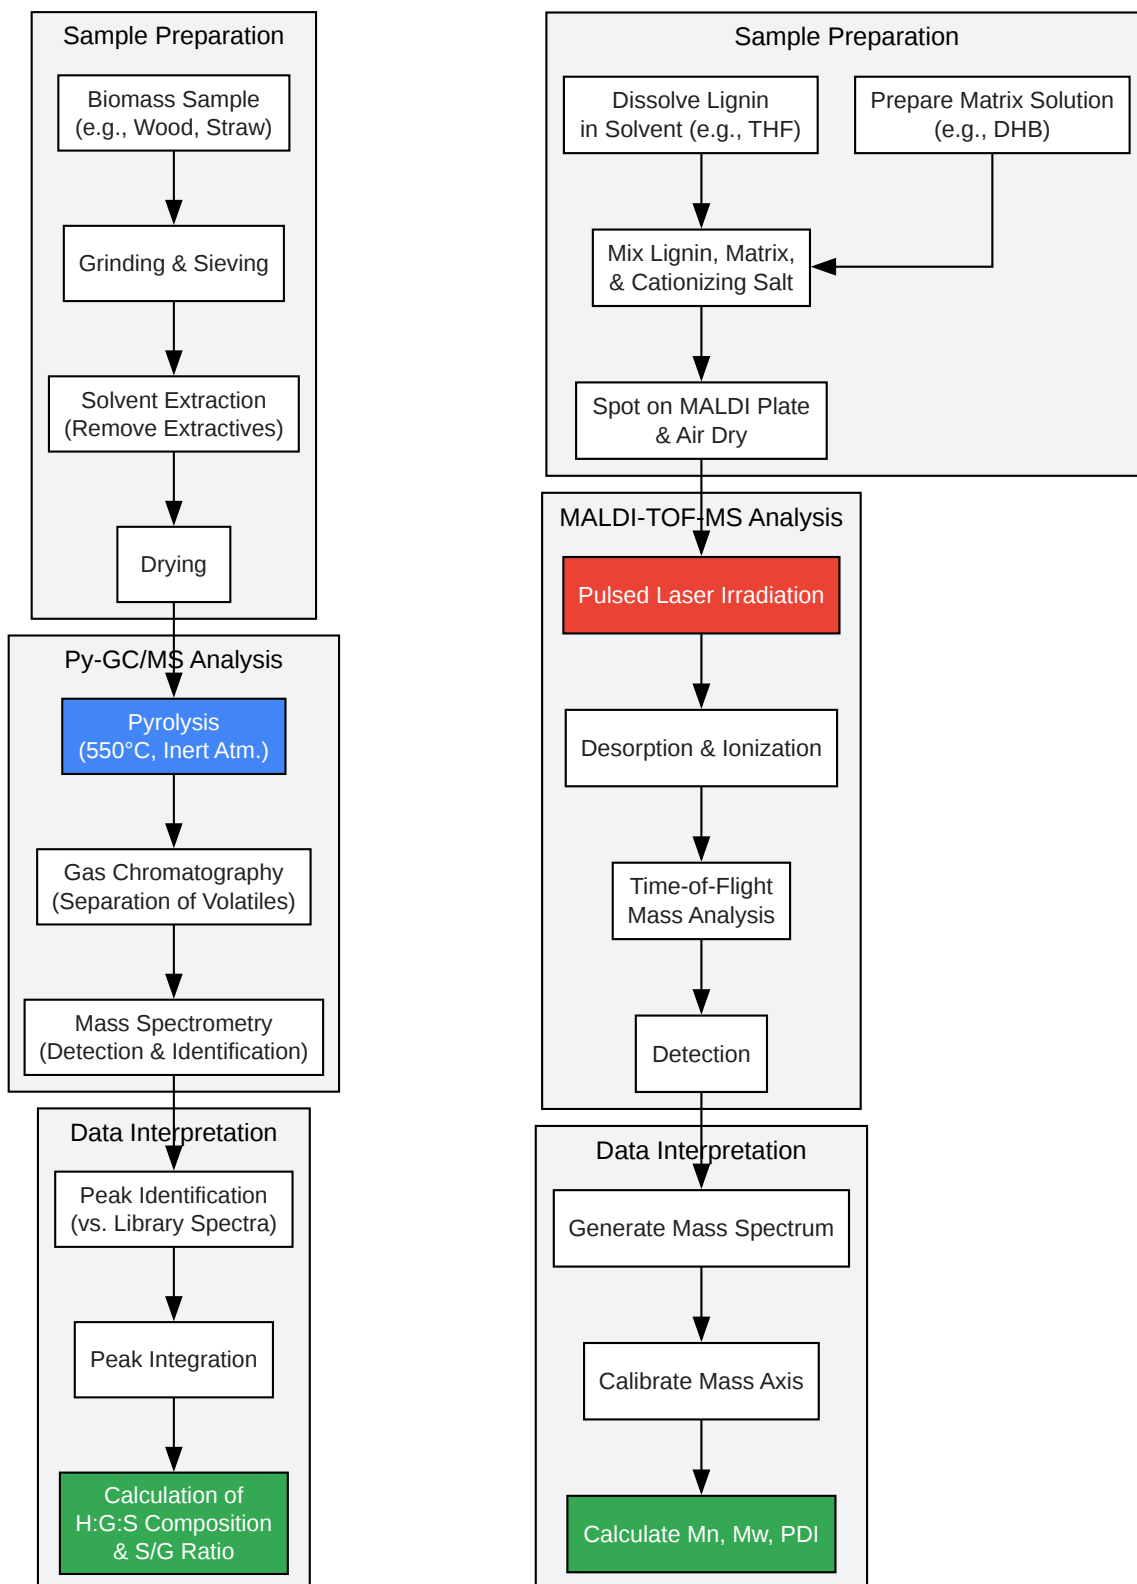 Sample Preparation
Biomass Sample
(e.g., Wood, Straw)
Grinding & Sieving
Solvent Extraction
(Remove Extractives)
Drying
Py-GC/MS Analysis
Pyrolysis
(550°C, Inert Atm.)
Gas Chromatography
(Separation of Volatiles)
Mass Spectrometry
(Detection & Identification)
Data Interpretation
Peak Identification
(vs. Library Spectra)
Peak Integration
Calculation of
H:G:S Composition
& S/G Ratio
Sample Preparation
Dissolve Lignin
in Solvent (e.g., THF)
Prepare Matrix Solution
(e.g., DHB)
Mix Lignin, Matrix,
& Cationizing Salt
Spot on MALDI Plate
& Air Dry
MALDI-TOF-MS Analysis
Pulsed Laser Irradiation
Desorption & Ionization
Time-of-Flight
Mass Analysis
Detection
Data Interpretation
Generate Mass Spectrum
Calibrate Mass Axis
Calculate Mn, Mw, PDI